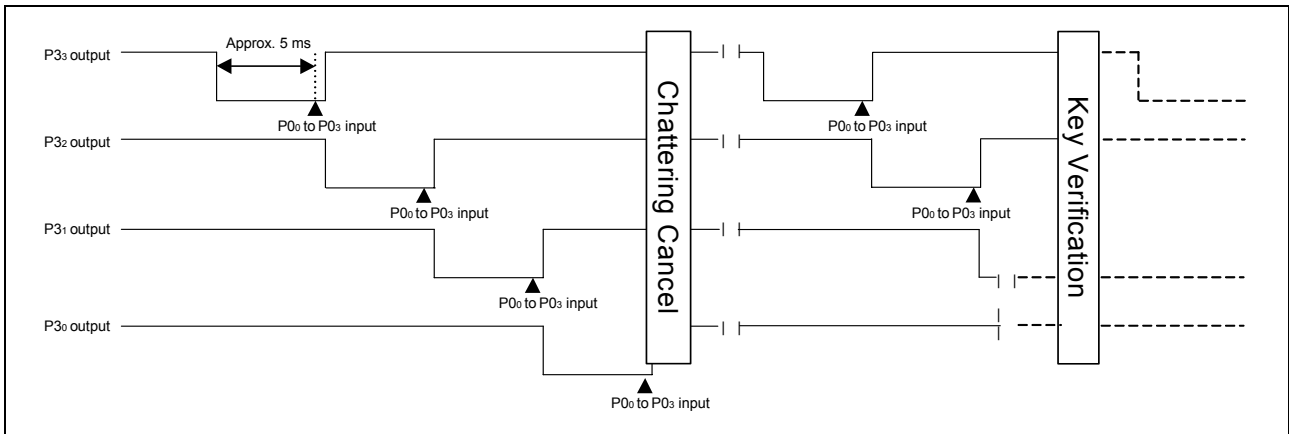 P3₃ output
Approx. 5 ms
P0₀ to P0₃ input
P0₀ to P0₃ input
P3₂ output
P0₀ to P0₃ input
P0₀ to P0₃ input
P3₁ output
P0₀ to P0₃ input
P3₀ output
P0₀ to P0₃ input
Chattering Cancel
Key Verification